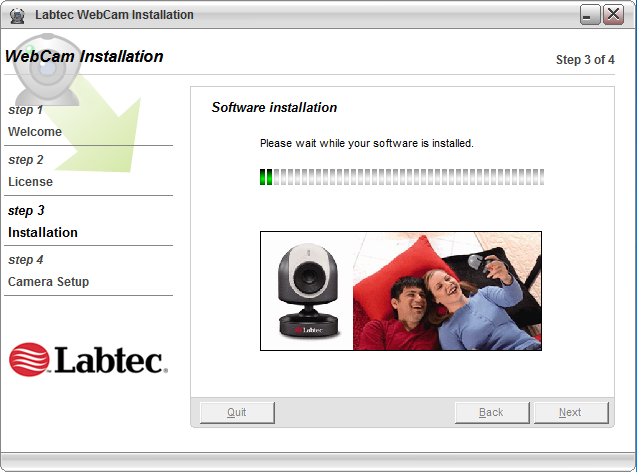 Labtec WebCam Installation
WebCam Installation
Step 3 of 4
step 1
Welcome
step 2
License
step 3
Installation
step 4
Camera Setup
Labtec.
Software installation
Please wait while your software is installed.
Labtec
Quit
Back
Next